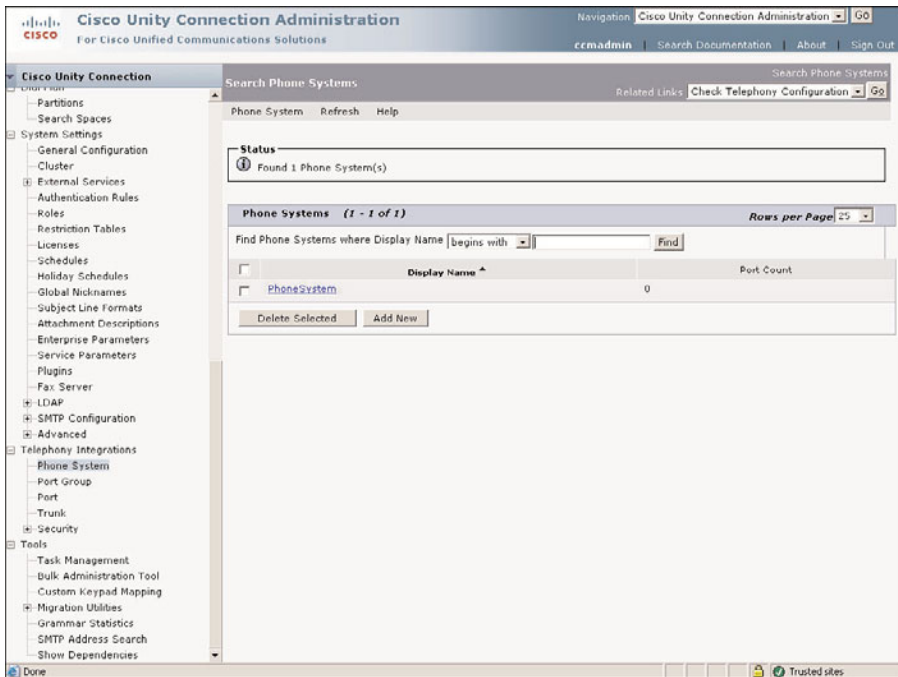 Cisco Unity Connection Administration
For Cisco Unified Communications Solutions
CISCO
Navigation Cisco Unity Connection Administration Go
ccmadmin | Search Documentation | About | Sign Out
Cisco Unity Connection
Dial Plan
Partitions
Search Spaces
System Settings
General Configuration
Cluster
External Services
Authentication Rules
Roles
Restriction Tables
Licenses
Schedules
Holiday Schedules
Global Nicknames
Subject Line Formats
Attachment Descriptions
Enterprise Parameters
Service Parameters
Plugins
Fax Server
LDAP
SMTP Configuration
Advanced
Telephony Integrations
Phone System
Port Group
Port
Trunk
Security
Tools
Task Management
Bulk Administration Tool
Custom Keypad Mapping
Migration Utilities
Grammar Statistics
SMTP Address Search
Show Dependencies
Search Phone Systems
Search Phone Systems
Related Links Check Telephony Configuration Go
Phone System Refresh Help
Status
Found 1 Phone System(s)
Phone Systems (1 - 1 of 1)
Rows per Page 25
Find Phone Systems where Display Name begins with Find
Display Name Port Count
PhoneSystem 0
Delete Selected Add New
Done
Trusted sites